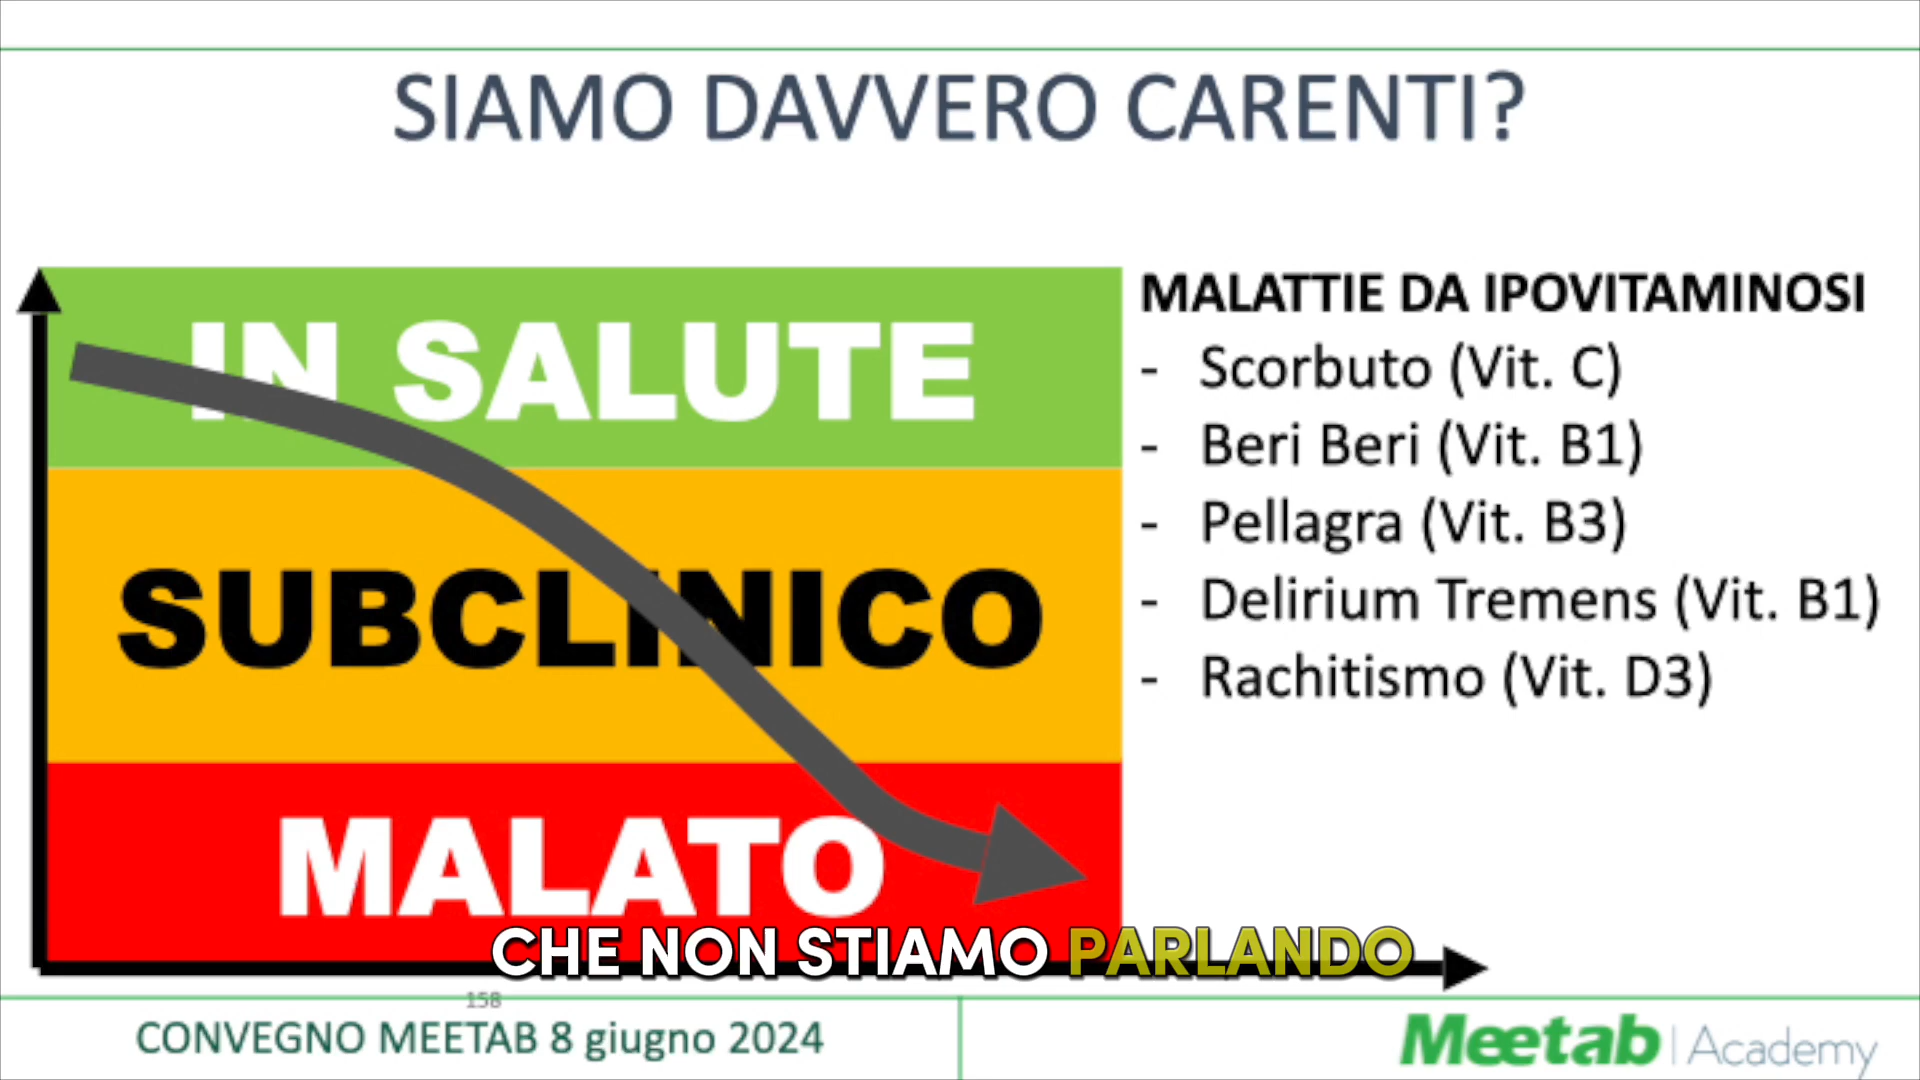 SIAMO DAVVERO CARENTI?
IN SALUTE
SUBCLINICO
MALATO
MALATTIE DA IPOVITAMINOSI
- Scorbuto (Vit. C)
- Beri Beri (Vit. B1)
- Pellagra (Vit. B3)
- Delirium Tremens (Vit. B1)
- Rachitismo (Vit. D3)
CHE NON STIAMO PARLANDO
158
CONVEGNO MEETAB 8 giugno 2024
Meetab | Academy